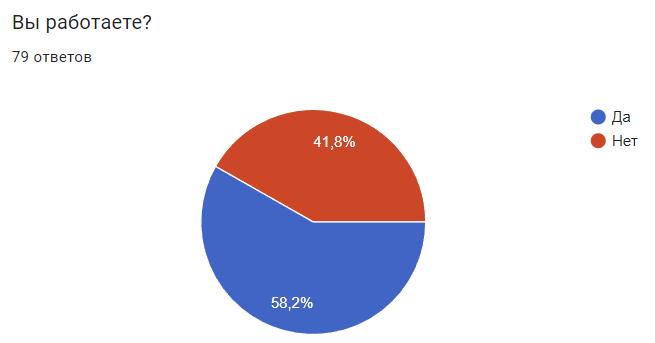 Вы работаете?
79 ответов
Да
Нет
41,8%
58,2%